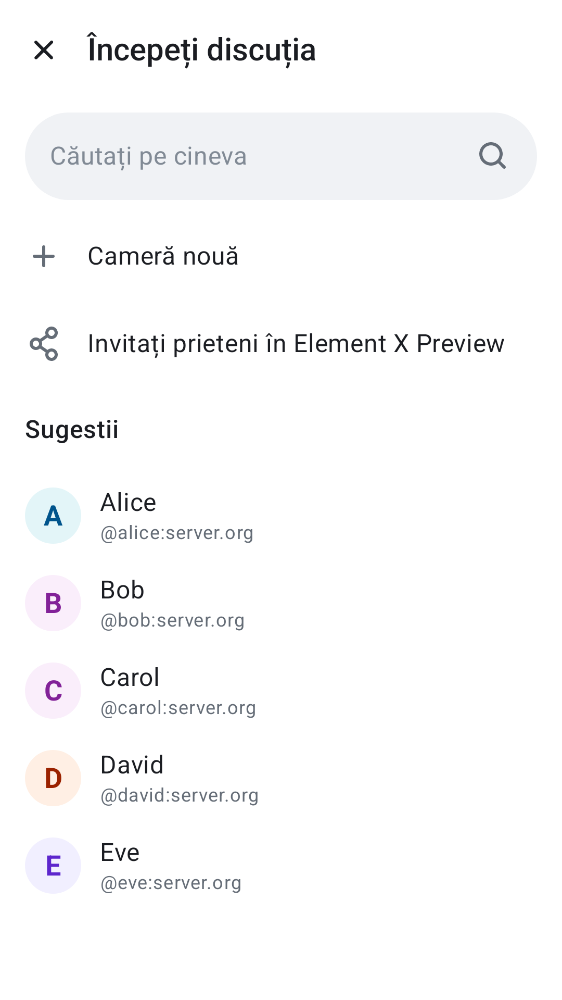 Începeți discuția
Căutați pe cineva
Cameră nouă
Invitați prieteni în Element X Preview
Sugestii
A
Alice
@alice:server.org
B
Bob
@bob:server.org
C
Carol
@carol:server.org
D
David
@david:server.org
E
Eve
@eve:server.org